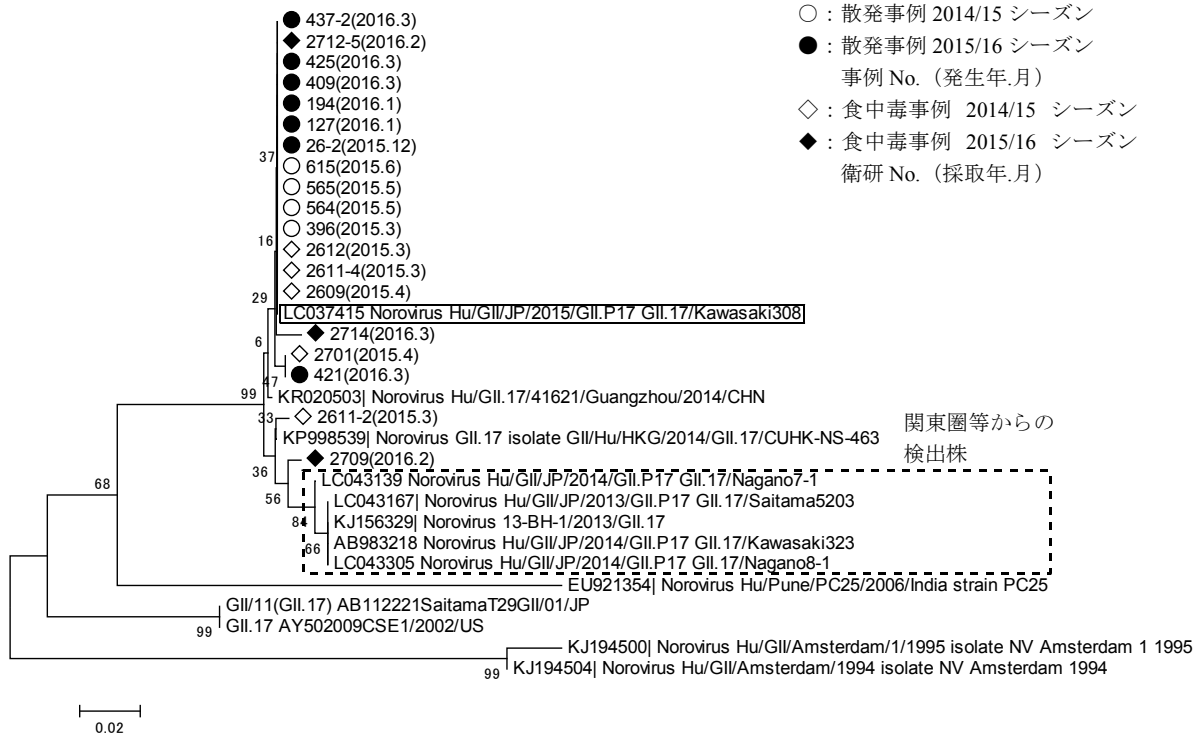 437-2(2016.3)
2712-5(2016.2)
425(2016.3)
409(2016.3)
194(2016.1)
127(2016.1)
26-2(2015.12)
615(2015.6)
565(2015.5)
564(2015.5)
396(2015.3)
2612(2015.3)
2611-4(2015.3)
2609(2015.4)
LC037415 Norovirus Hu/GII/JP/2015/GII.P17 GII.17/Kawasaki308
2714(2016.3)
2701(2015.4)
421(2016.3)
KR020503| Norovirus Hu/GII.17/41621/Guangzhou/2014/CHN
2611-2(2015.3)
KP998539| Norovirus GII.17 isolate GII/Hu/HKG/2014/GII.17/CUHK-NS-463
2709(2016.2)
LC043139 Norovirus Hu/GII/JP/2014/GII.P17 GII.17/Nagano7-1
LC043167 Norovirus Hu/GII/JP/2013/GII.P17 GII.17/Saitama5203
KJ156329| Norovirus 13-BH-1/2013/GII.17
AB983218 Norovirus Hu/GII/JP/2014/GII.P17 GII.17/Kawasaki323
LC043305 Norovirus Hu/GII/JP/2014/GII.P17 GII.17/Nagano8-1
EU921354| Norovirus Hu/Pune/PC25/2006/India strain PC25
GII/11(GII.17) AB112221SaitamaT29GII/01/JP
GII.17 AY502009CSE1/2002/US
KJ194500| Norovirus Hu/GII/Amsterdam/1/1995 isolate NV Amsterdam 1 1995
KJ194504| Norovirus Hu/GII/Amsterdam/1994 isolate NV Amsterdam 1994
37
16
29
6
47
99
33
36
56
84
66
68
99
99
0.02
○ : 散発事例 2014/15 シーズン
● : 散発事例 2015/16 シーズン
事例 No.（発生年.月）
◇ : 食中毒事例 2014/15 シーズン
◆ : 食中毒事例 2015/16 シーズン
衛研 No.（採取年.月）
関東圏等からの
検出株